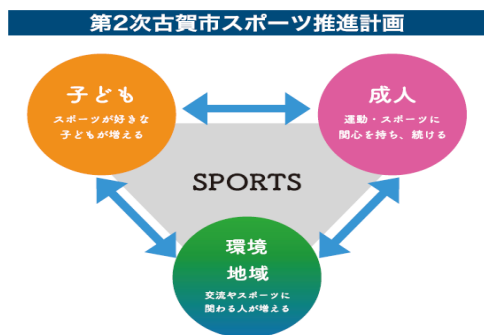 第2次古賀市スポーツ推進計画
子ども
スポーツが好きな
子どもが増える
成人
運動・スポーツに
関心を持ち、続ける
SPORTS
環境
地域
交流やスポーツに
関わる人が増える